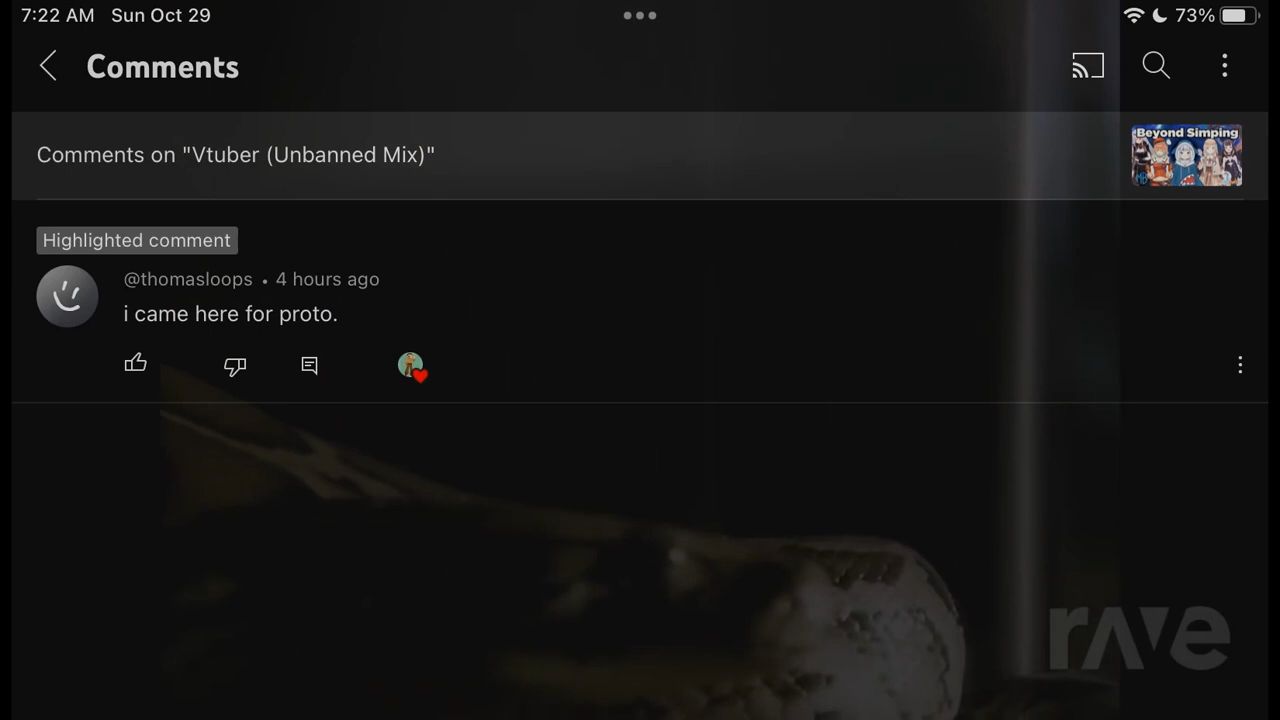 7:22 AM Sun Oct 29
73%
Comments
Comments on "Vtuber (Unbanned Mix)"
Beyond Simping
Highlighted comment
@thomasloops • 4 hours ago
i came here for proto.
rave